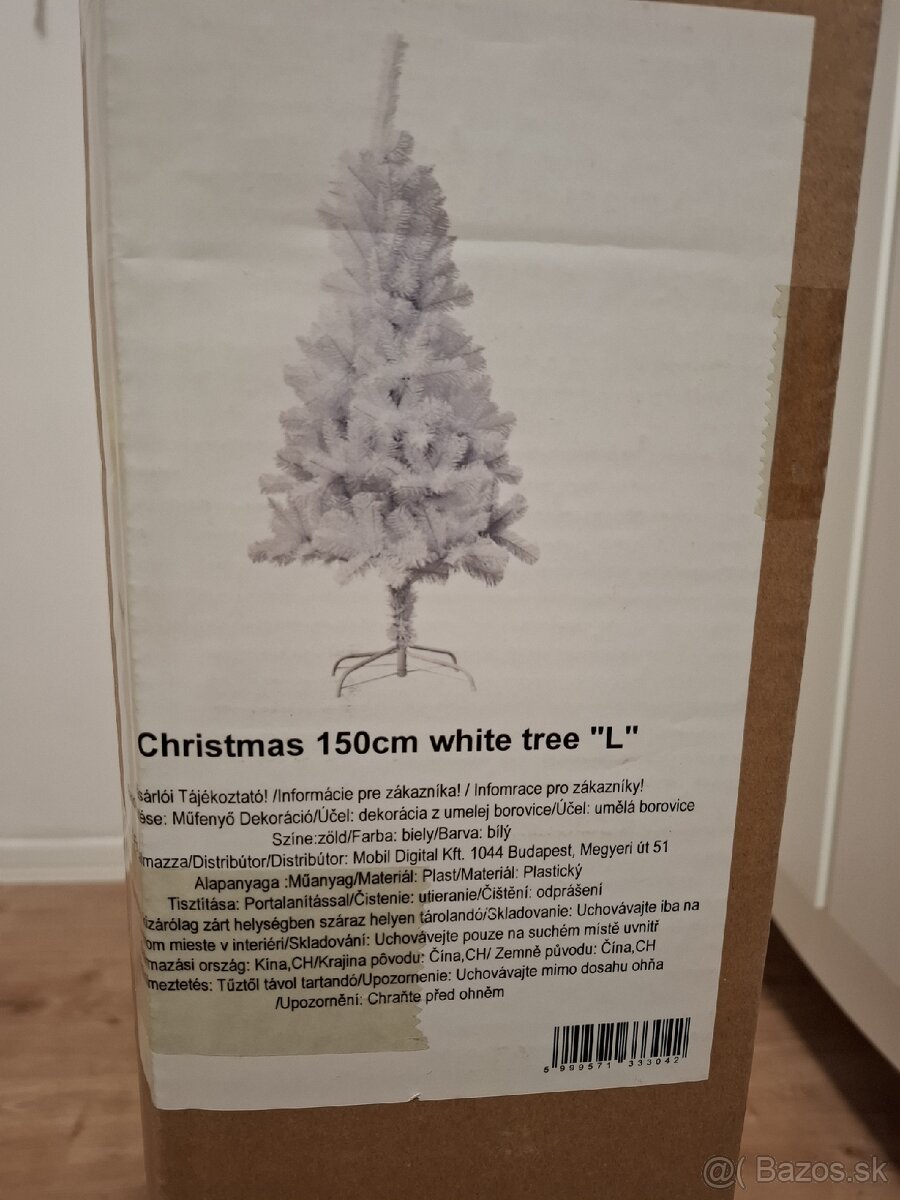 Christmas 150cm white tree "L"
sárlói Tájékoztató! /Informácie pre zákazníka! / Infomrace pro zákazníky!
ése: Műfenyő Dekoráció/Účel: dekorácia z umelej borovice/Účel: umělá borovice
Színe:zöld/Farba: biely/Barva: bílý
lmazza/Distribútor/Distribútor: Mobil Digital Kft. 1044 Budapest, Megyeri út 51
Alapanyaga :Műanyag/Materiál: Plast/Materiál: Plastický
Tisztítása: Portalanítással/Čistenie: utieranie/Čištění: odprášení
izárólag zárt helységben száraz helyen tárolandó/Skladovanie: Uchovávajte iba na
om mieste v interiéri/Skladování: Uchovávejte pouze na suchém místě uvnitř
mazási ország: Kína,CH/Krajina pôvodu: Čína,CH/ Zemně původu: Čína,CH
meztetés: Tűztől távol tartandó/Upozornenie: Uchovávajte mimo dosahu ohňa
/Upozornění: Chraňte před ohněm
5 999571 333042
@( Bazos.sk